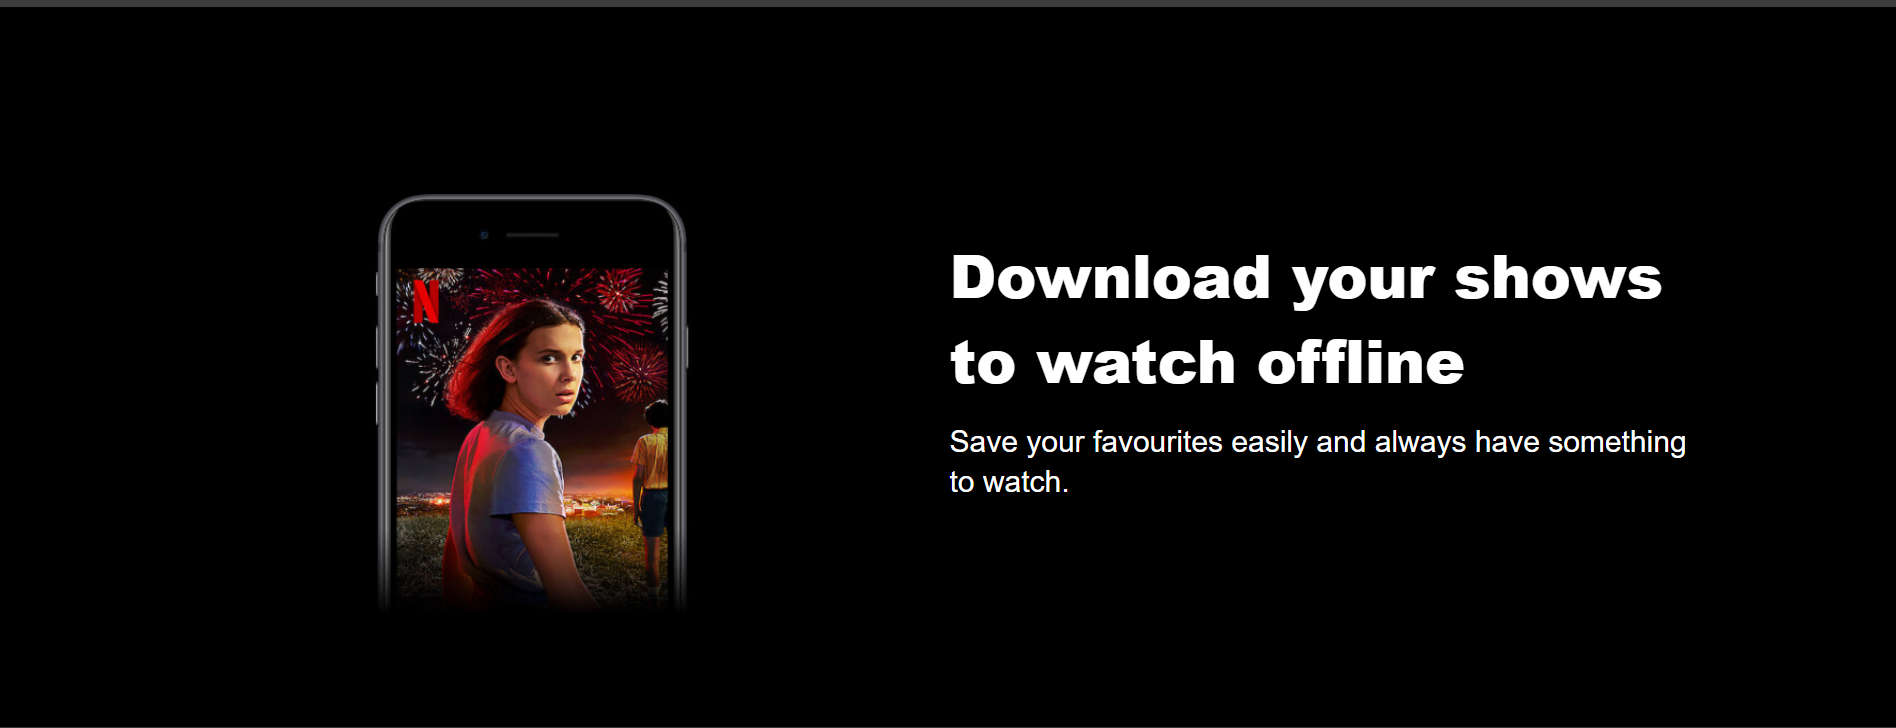 N
Download your shows
to watch offline
Save your favourites easily and always have something
to watch.